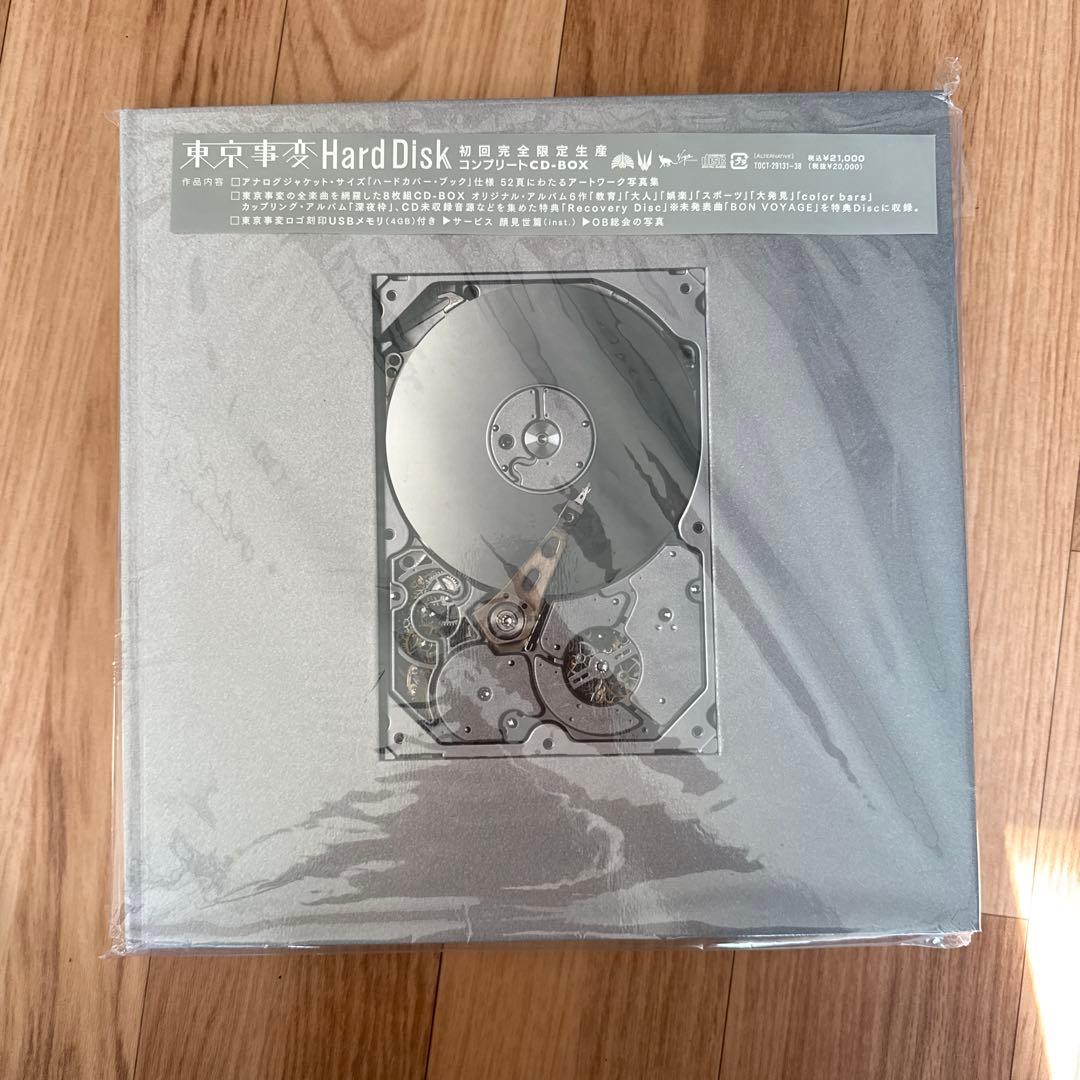 東京事変 Hard Disk 初回完全限定生産 コンプリートCD-BOX
[ALTERNATIVE] TOCT-29131~38
税込¥21,000 (税抜¥20,000)
作品内容 □アナログジャケット・サイズ「ハードカバー・ブック」仕様 52頁にわたるアートワーク写真集
□東京事変の全楽曲を網羅した8枚組CD-BOX オリジナル・アルバム6作「教育」「大人」「娯楽」「スポーツ」「大発見」「color bars」
カップリング・アルバム「深夜枠」、CD未収録音源などを集めた特典「Recovery Disc」※未発表曲「BON VOYAGE」を特典Discに収録。
□東京事変ロゴ刻印USBメモリ(4GB)付き ▶サービス 顔見世篇(inst.) ▶OB総会の写真